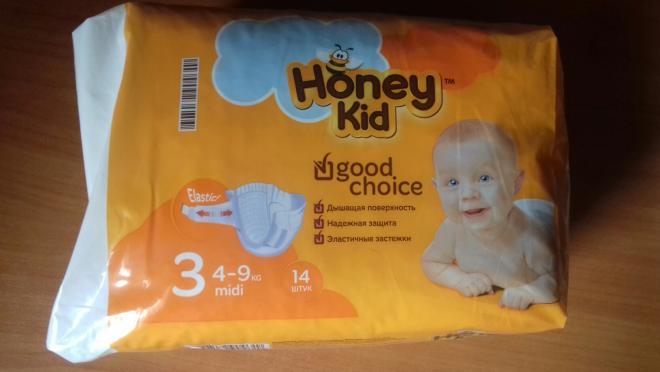 Honey
Kid
™
good
choice
Дышащая поверхность
Надежная защита
Эластичные застежки
Elastic!
3
4-9 KG
midi
14
ШТУК